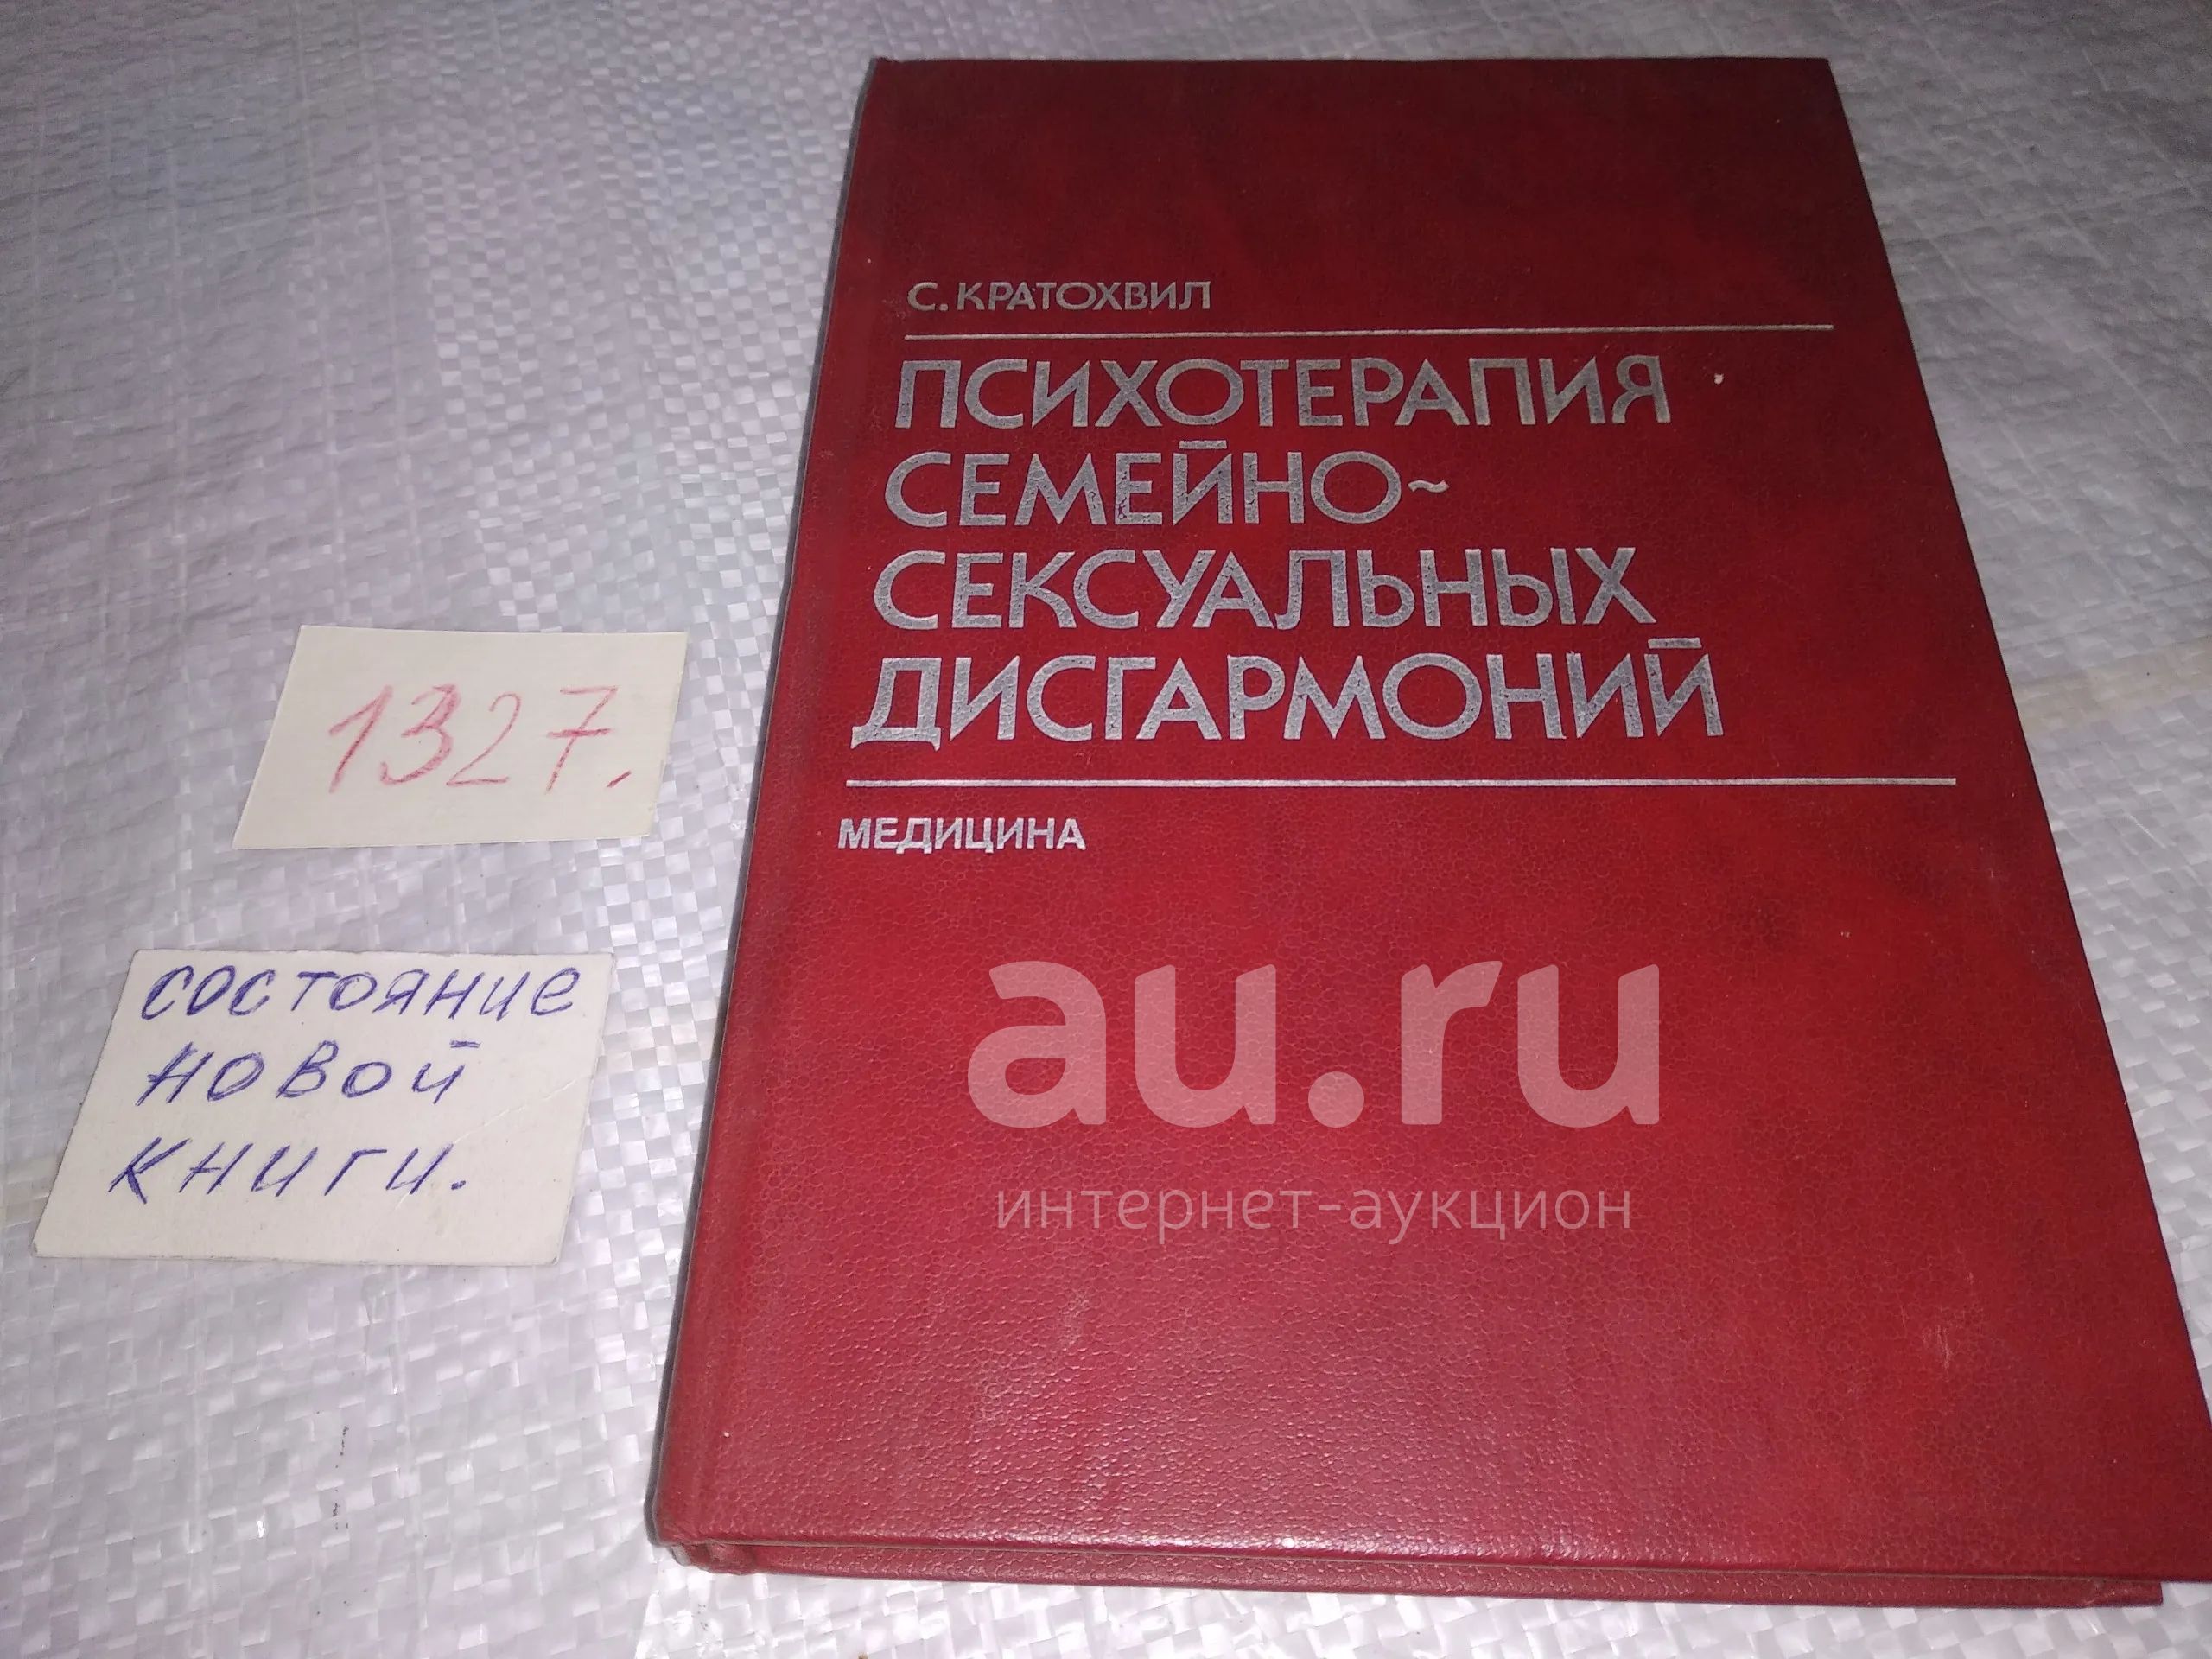 С. КРАТОХВИЛ
ПСИХОТЕРАПИЯ
СЕМЕЙНО~
СЕКСУАЛЬНЫХ
ДИСГАРМОНИЙ
МЕДИЦИНА
1327.
состояние
новой
книги.
au.ru
интернет-аукцион